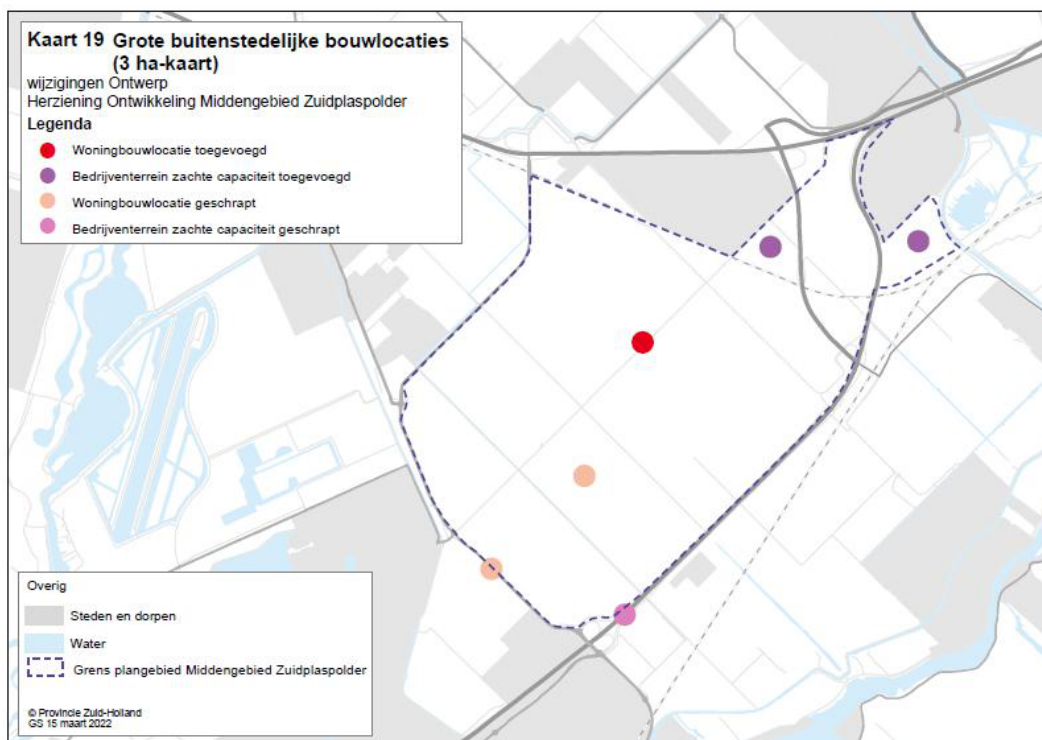 Kaart 19 Grote buitenstedelijke bouwlocaties
(3 ha-kaart)
wijzigingen Ontwerp
Herziening Ontwikkeling Middengebied Zuidplaspolder
Legenda
Woningbouwlocatie toegevoegd
Bedrijventerrein zachte capaciteit toegevoegd
Woningbouwlocatie geschrapt
Bedrijventerrein zachte capaciteit geschrapt
Overig
Steden en dorpen
Water
Grens plangebied Middengebied Zuidplaspolder
© Provincie Zuid-Holland
GS 15 maart 2022